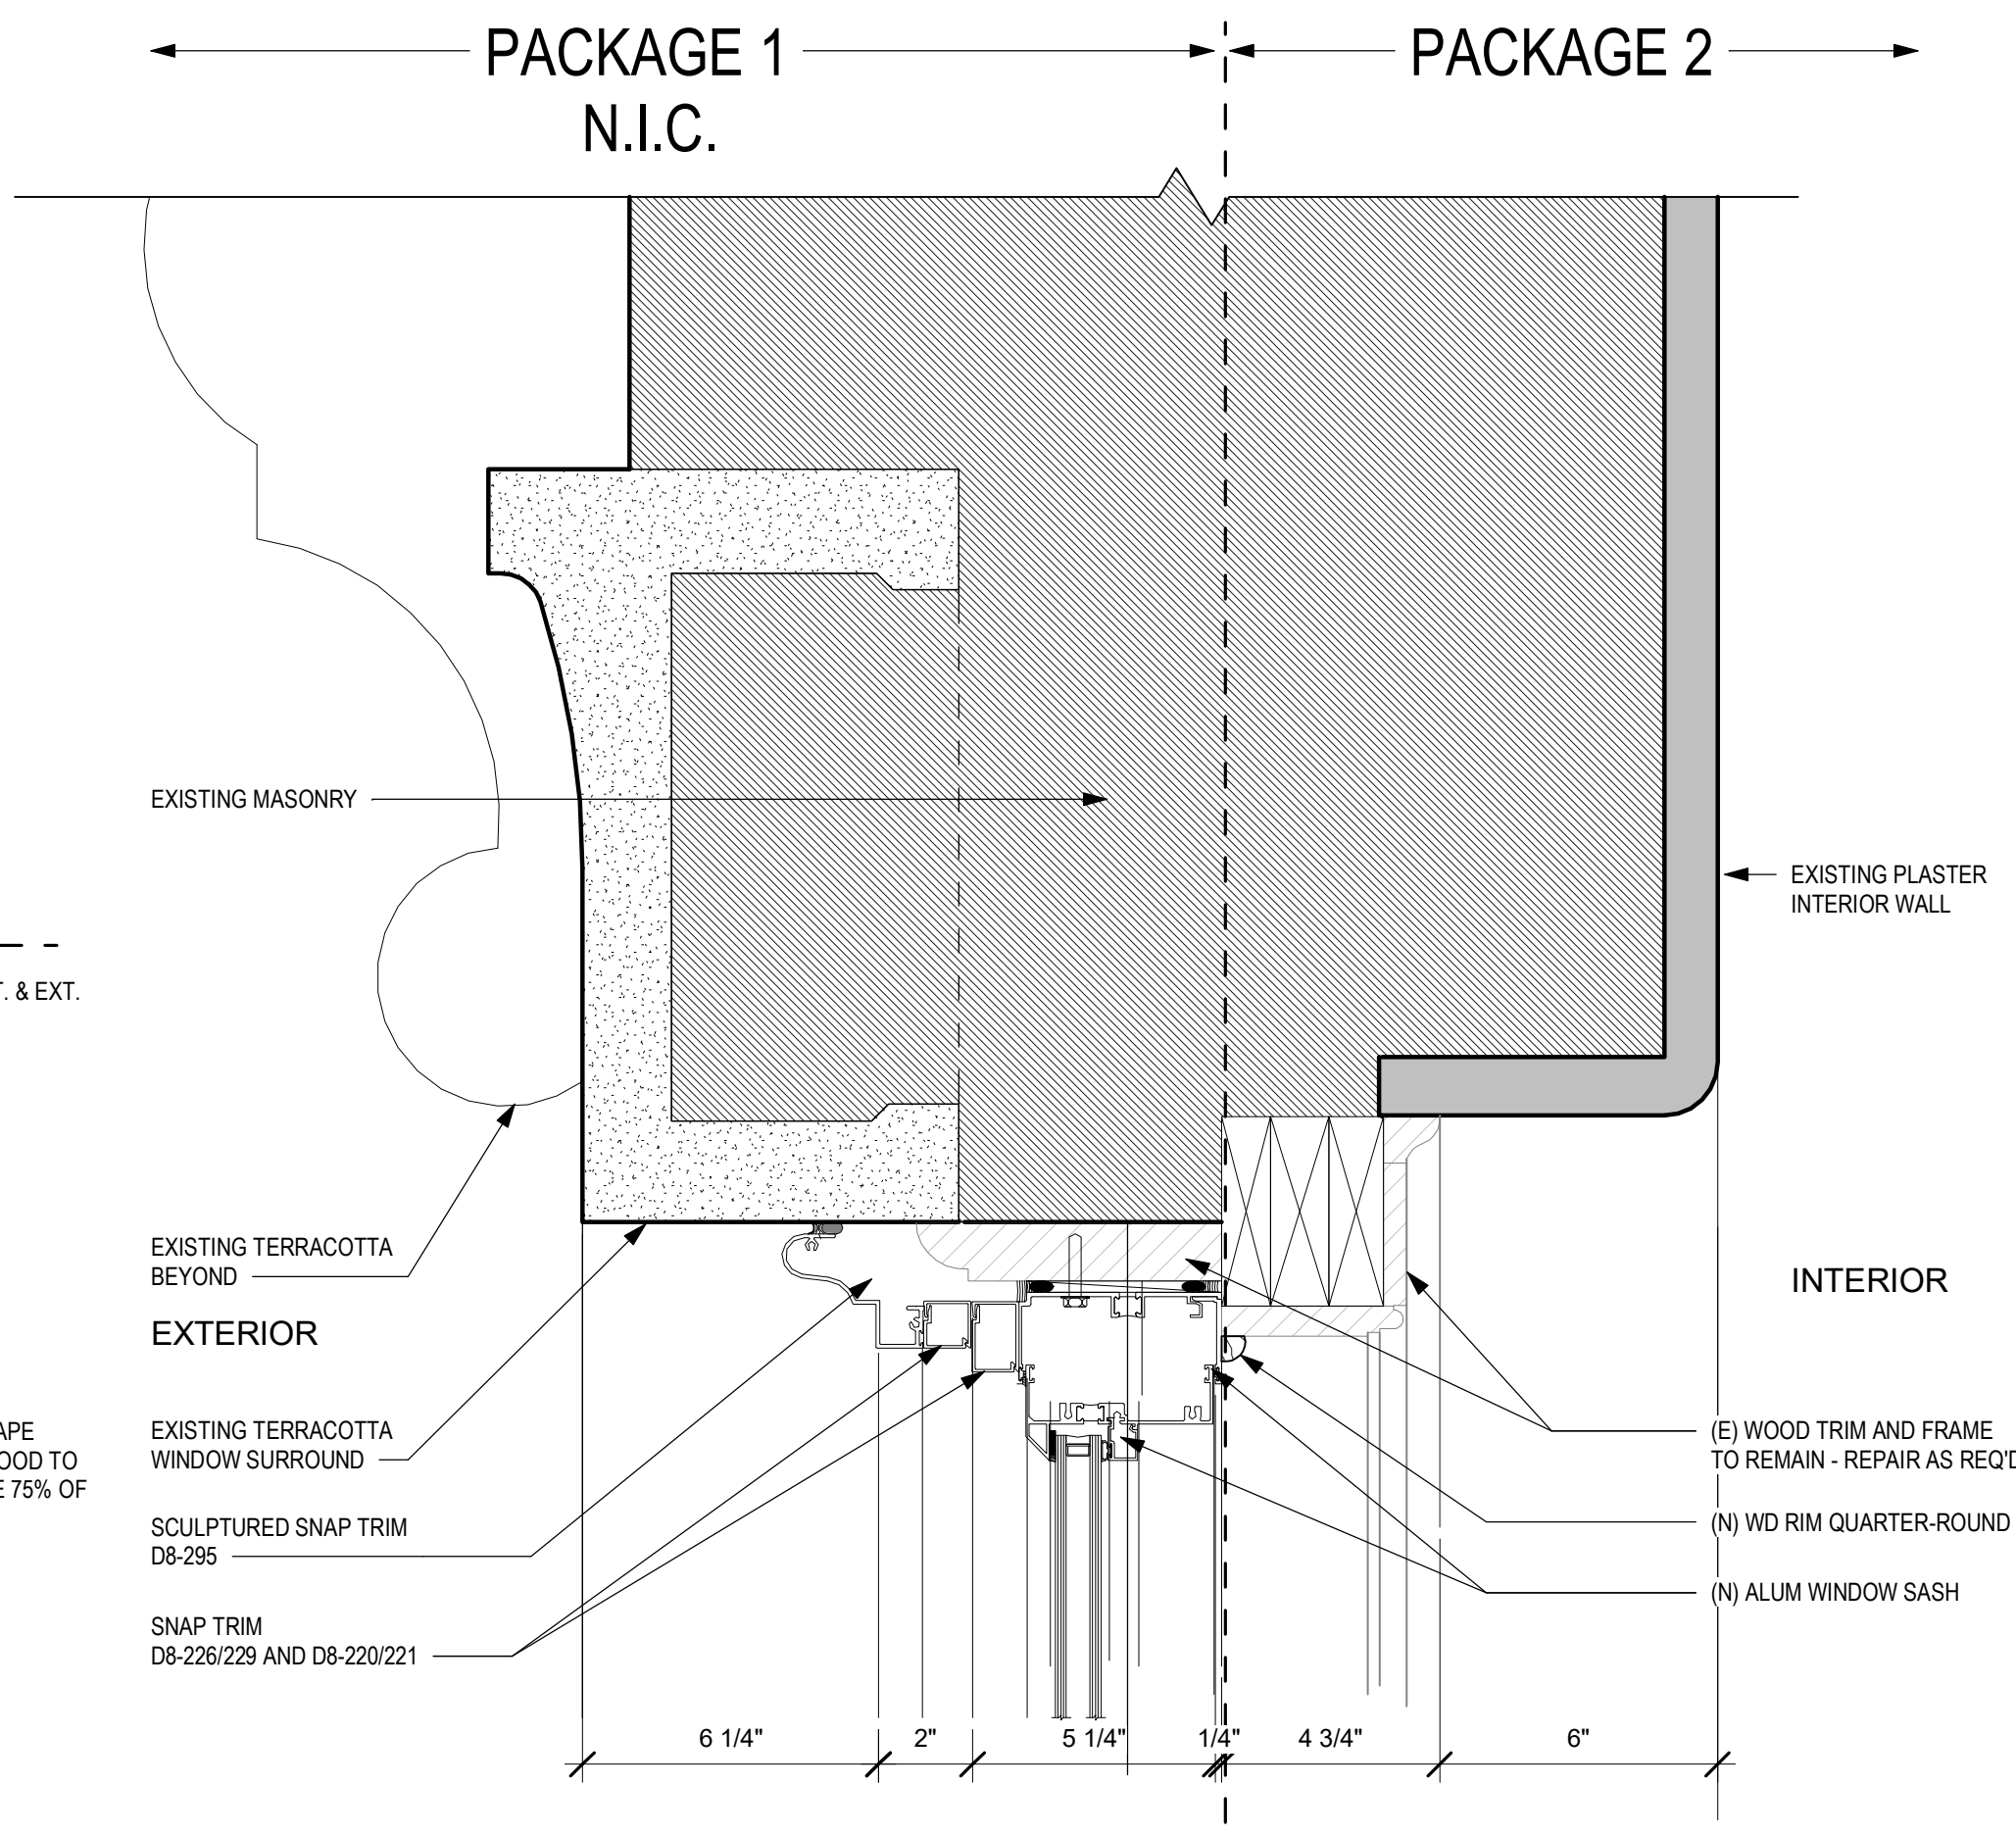 PACKAGE 1
N.I.C.
PACKAGE 2
EXISTING MASONRY
EXISTING PLASTER
INTERIOR WALL
T. & EXT.
EXISTING TERRACOTTA
BEYOND
EXTERIOR
INTERIOR
APE
OOD TO
E 75% OF
EXISTING TERRACOTTA
WINDOW SURROUND
SCULPTURED SNAP TRIM
D8-295
SNAP TRIM
D8-226/229 AND D8-220/221
(E) WOOD TRIM AND FRAME
TO REMAIN - REPAIR AS REQ'D
(N) WD RIM QUARTER-ROUND
(N) ALUM WINDOW SASH
6 1/4" 2" 5 1/4" 1/4" 4 3/4" 6"